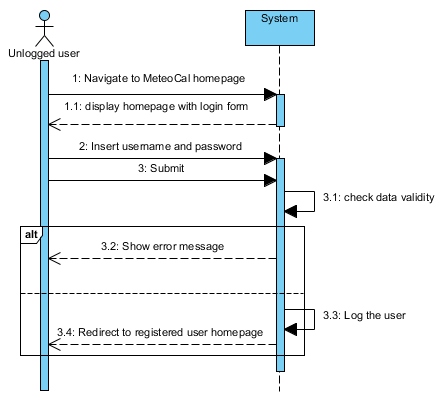 System
Unlogged user
1: Navigate to MeteoCal homepage
1.1: display homepage with login form
2: Insert username and password
3: Submit
3.1: check data validity
alt
3.2: Show error message
3.3: Log the user
3.4: Redirect to registered user homepage